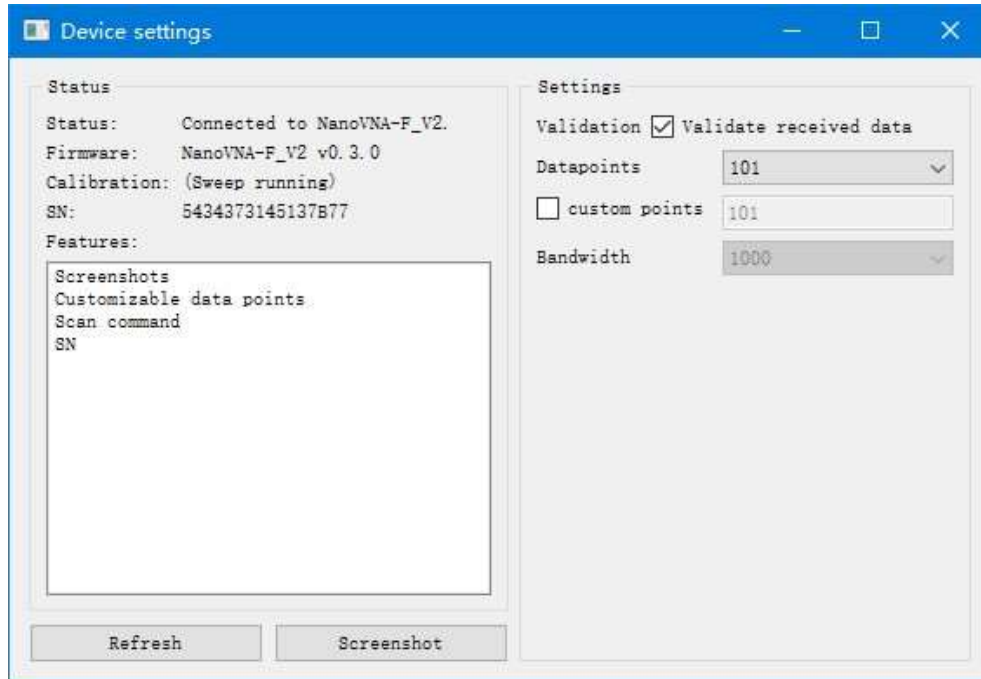 Device settings
Status
Status: Connected to NanoVNA-F_V2.
Firmware: NanoVNA-F_V2 v0.3.0
Calibration: (Sweep running)
SN: 5434373145137B77
Features:
Screenshots
Customizable data points
Scan command
SN
Refresh
Screenshot
Settings
Validation Validate received data
Datapoints 101
custom points 101
Bandwidth 1000